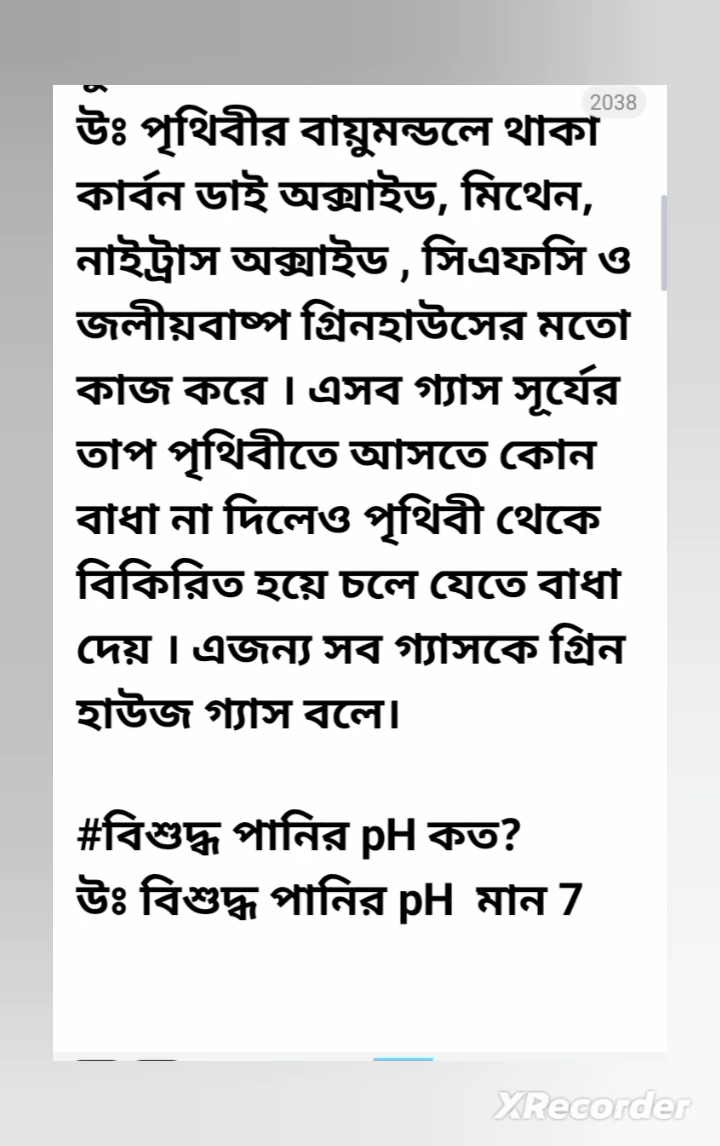 2038
উঃ পৃথিবীর বায়ুমন্ডলে থাকা
কার্বন ডাই অক্সাইড, মিথেন,
নাইট্রাস অক্সাইড , সিএফসি ও
জলীয়বাষ্প গ্রিনহাউসের মতো
কাজ করে । এসব গ্যাস সূর্যের
তাপ পৃথিবীতে আসতে কোন
বাধা না দিলেও পৃথিবী থেকে
বিকিরিত হয়ে চলে যেতে বাধা
দেয় । এজন্য সব গ্যাসকে গ্রিন
হাউজ গ্যাস বলে।
#বিশুদ্ধ পানির pH কত?
উঃ বিশুদ্ধ পানির pH মান 7
XRecorder